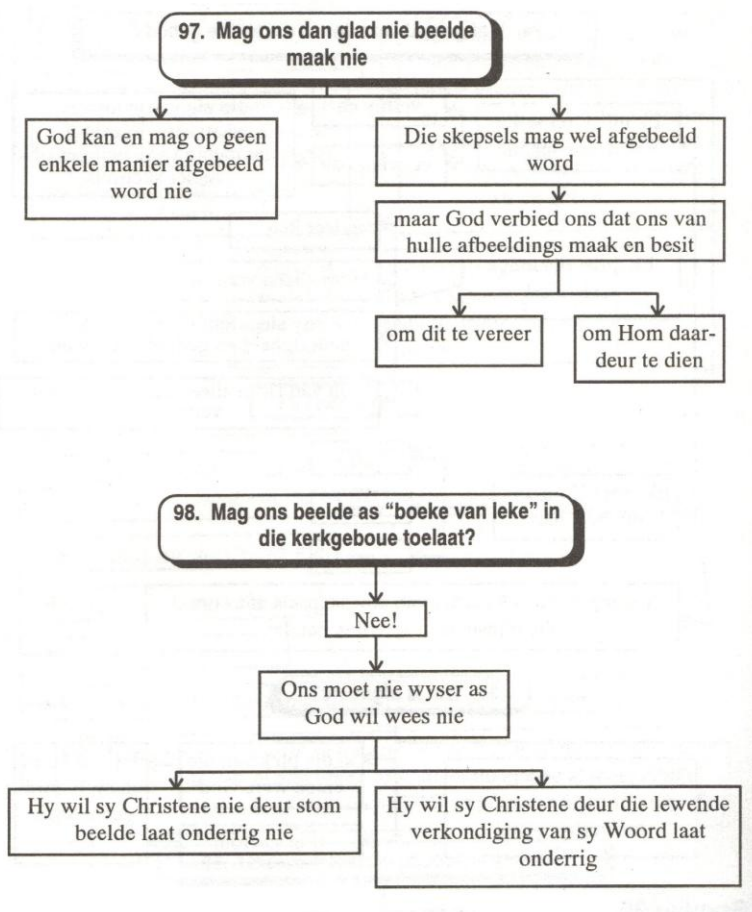 97. Mag ons dan glad nie beelde
maak nie
God kan en mag op geen
enkele manier afgebeeld
word nie
Die skepsels mag wel afgebeeld
word
maar God verbied ons dat ons van
hulle afbeeldings maak en besit
om dit te vereer
om Hom daar-
deur te dien
98. Mag ons beelde as “boeke van leke” in
die kerkgeboue toelaat?
Nee!
Ons moet nie wyser as
God wil wees nie
Hy wil sy Christene nie deur stom
beelde laat onderrig nie
Hy wil sy Christene deur die lewende
verkondiging van sy Woord laat
onderrig